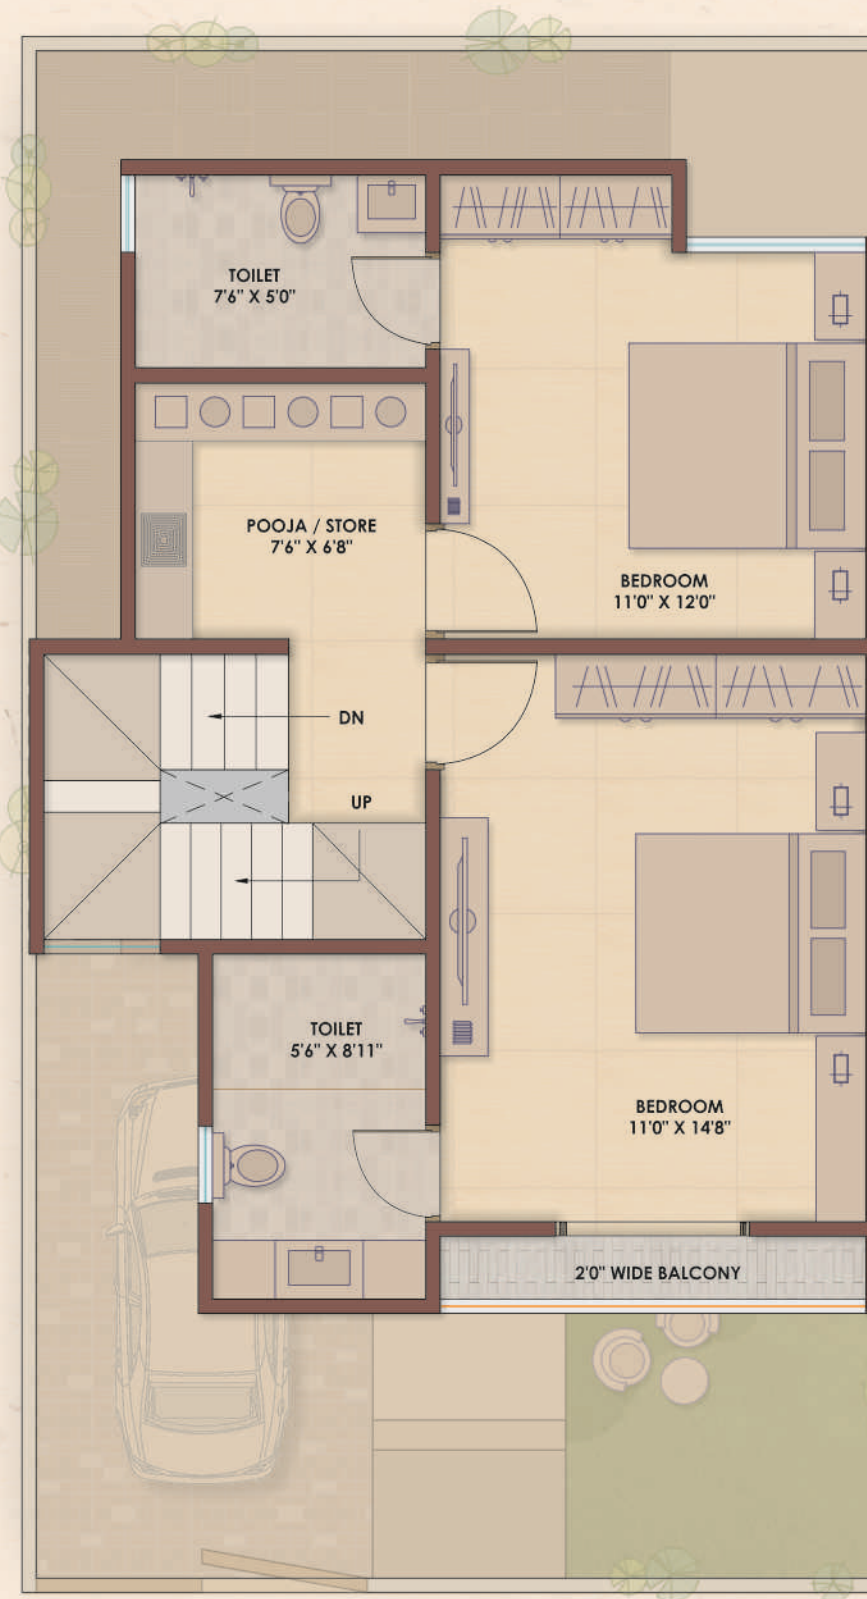 TOILET
7'6" X 5'0"
POOJA / STORE
7'6" X 6'8"
BEDROOM
11'0" X 12'0"
DN
UP
TOILET
5'6" X 8'11"
BEDROOM
11'0" X 14'8"
2'0" WIDE BALCONY